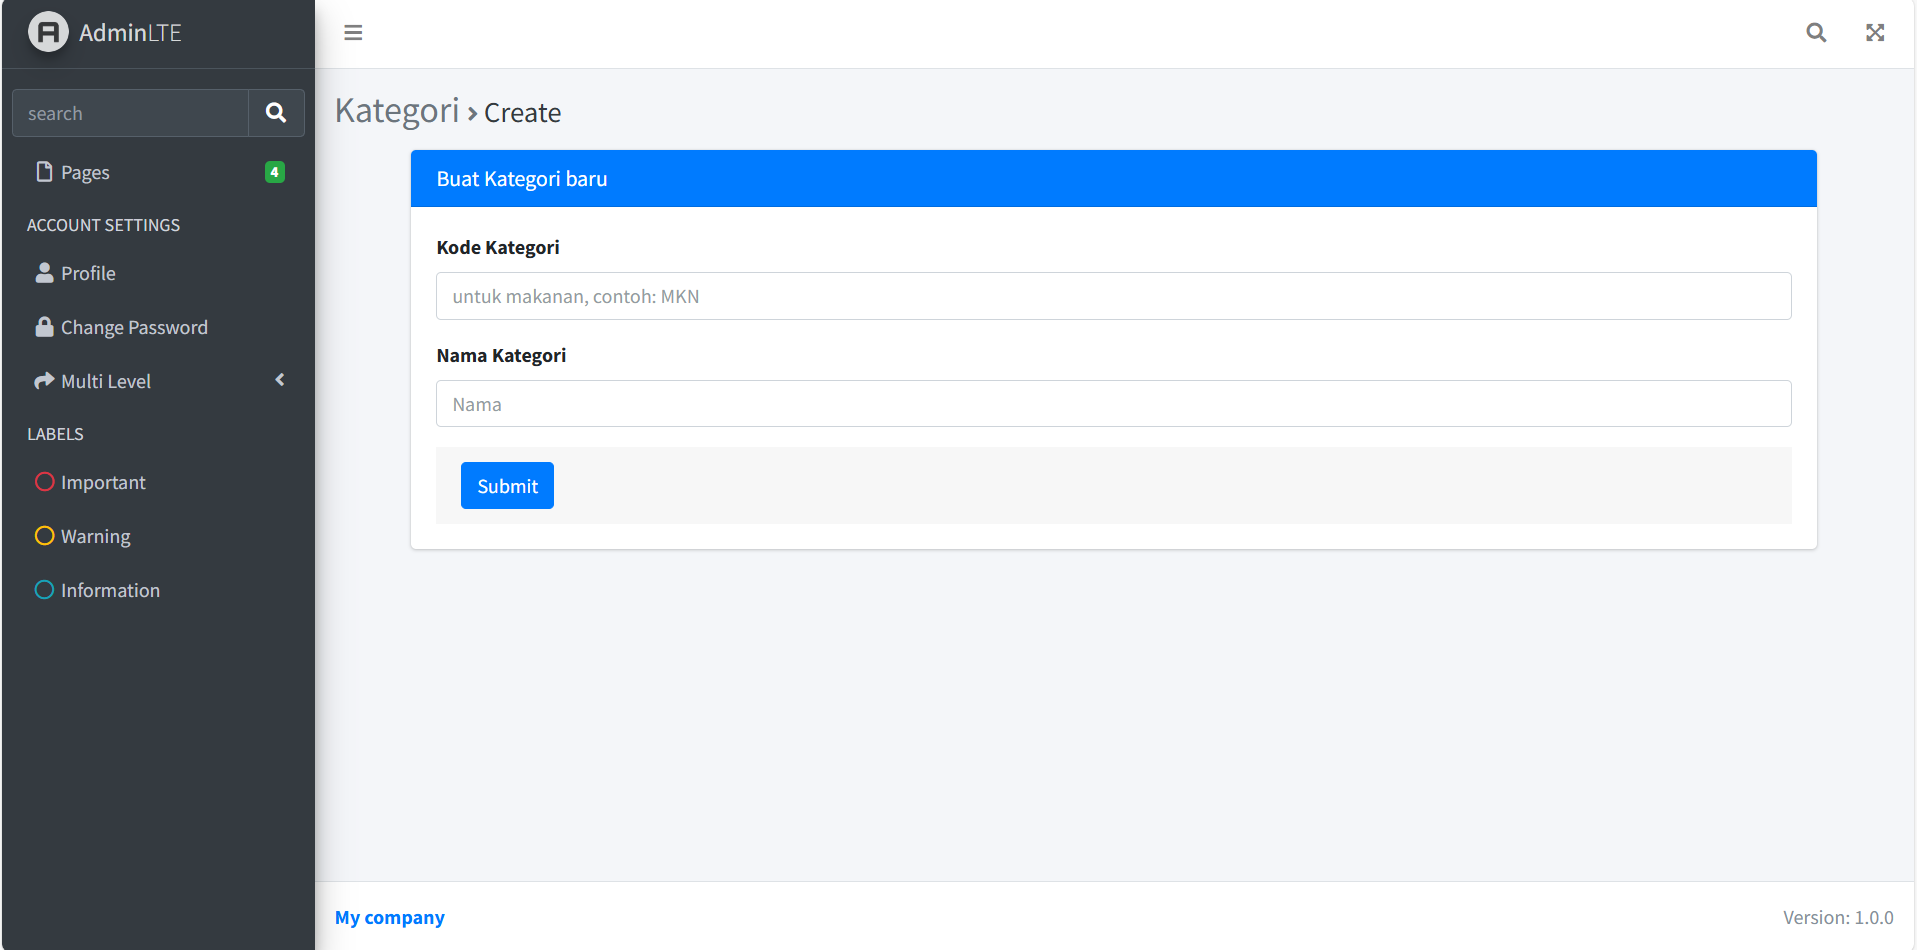 AdminLTE
search
Pages 4
ACCOUNT SETTINGS
Profile
Change Password
Multi Level
LABELS
Important
Warning
Information
Kategori › Create
Buat Kategori baru
Kode Kategori
untuk makanan, contoh: MKN
Nama Kategori
Nama
Submit
My company
Version: 1.0.0